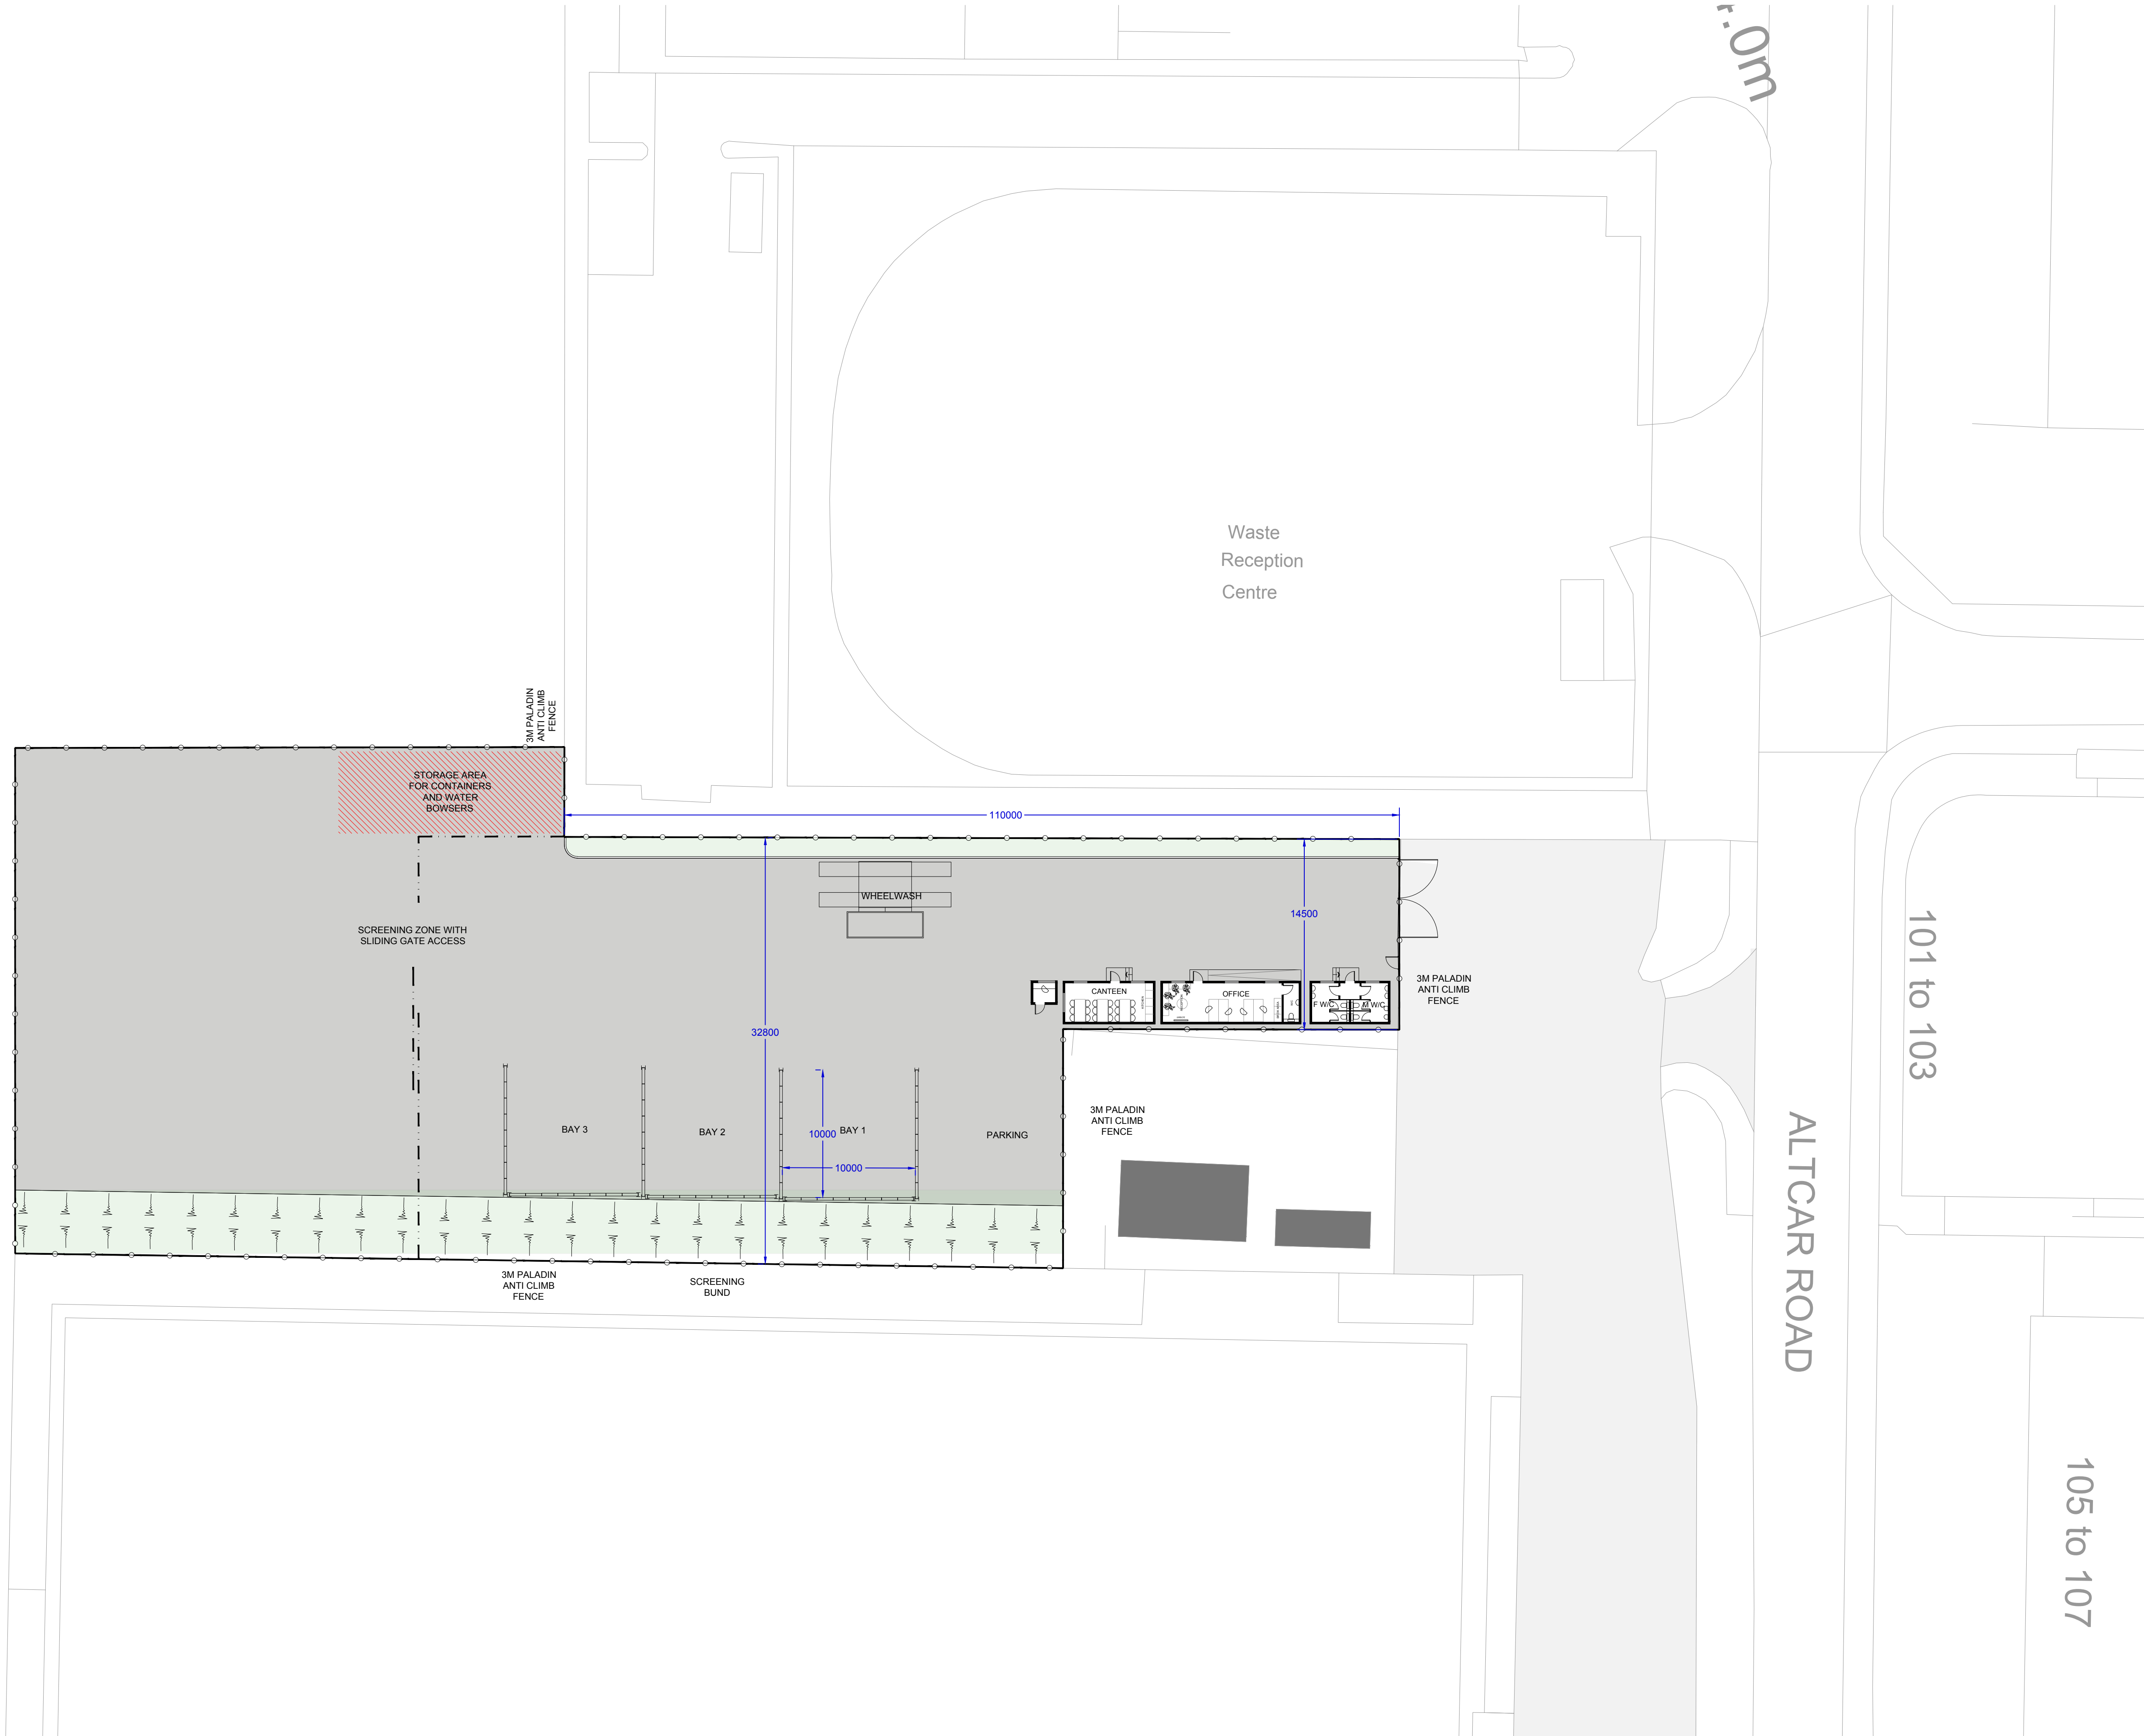 .0m
Waste
Reception
Centre
3M PALADIN
ANTI CLIMB
FENCE
STORAGE AREA
FOR CONTAINERS
AND WATER
BOWSERS
110000
WHEELWASH
14500
SCREENING ZONE WITH
SLIDING GATE ACCESS
101 to 103
3M PALADIN
ANTI CLIMB
FENCE
CANTEEN
OFFICE
F W/C
M W/C
32800
3M PALADIN
ANTI CLIMB
FENCE
BAY 3
BAY 2
10000
BAY 1
PARKING
10000
ALTCAR ROAD
3M PALADIN
ANTI CLIMB
FENCE
SCREENING
BUND
105 to 107